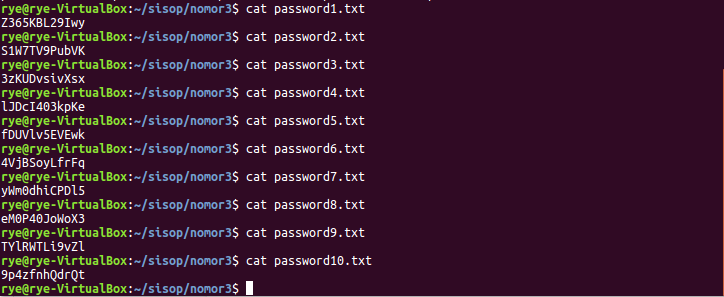 rye@rye-VirtualBox:~/sisop/nomor3$ cat password1.txt
Z365KBL29Iwy
rye@rye-VirtualBox:~/sisop/nomor3$ cat password2.txt
S1W7TV9PubVK
rye@rye-VirtualBox:~/sisop/nomor3$ cat password3.txt
3zKUDvsivXsx
rye@rye-VirtualBox:~/sisop/nomor3$ cat password4.txt
lJDcI403kpKe
rye@rye-VirtualBox:~/sisop/nomor3$ cat password5.txt
fDUVlv5EVEwk
rye@rye-VirtualBox:~/sisop/nomor3$ cat password6.txt
4VjBSoyLfrFq
rye@rye-VirtualBox:~/sisop/nomor3$ cat password7.txt
yWm0dhiCPDl5
rye@rye-VirtualBox:~/sisop/nomor3$ cat password8.txt
eM0P40JoWoX3
rye@rye-VirtualBox:~/sisop/nomor3$ cat password9.txt
TYlRWTLi9vZl
rye@rye-VirtualBox:~/sisop/nomor3$ cat password10.txt
9p4zfnhQdrQt
rye@rye-VirtualBox:~/sisop/nomor3$